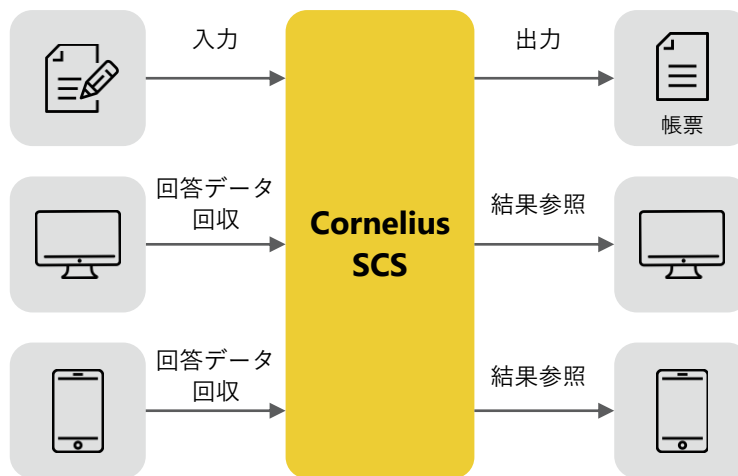 入力
出力
帳票
回答データ
回収
Cornelius
SCS
結果参照
回答データ
回収
結果参照